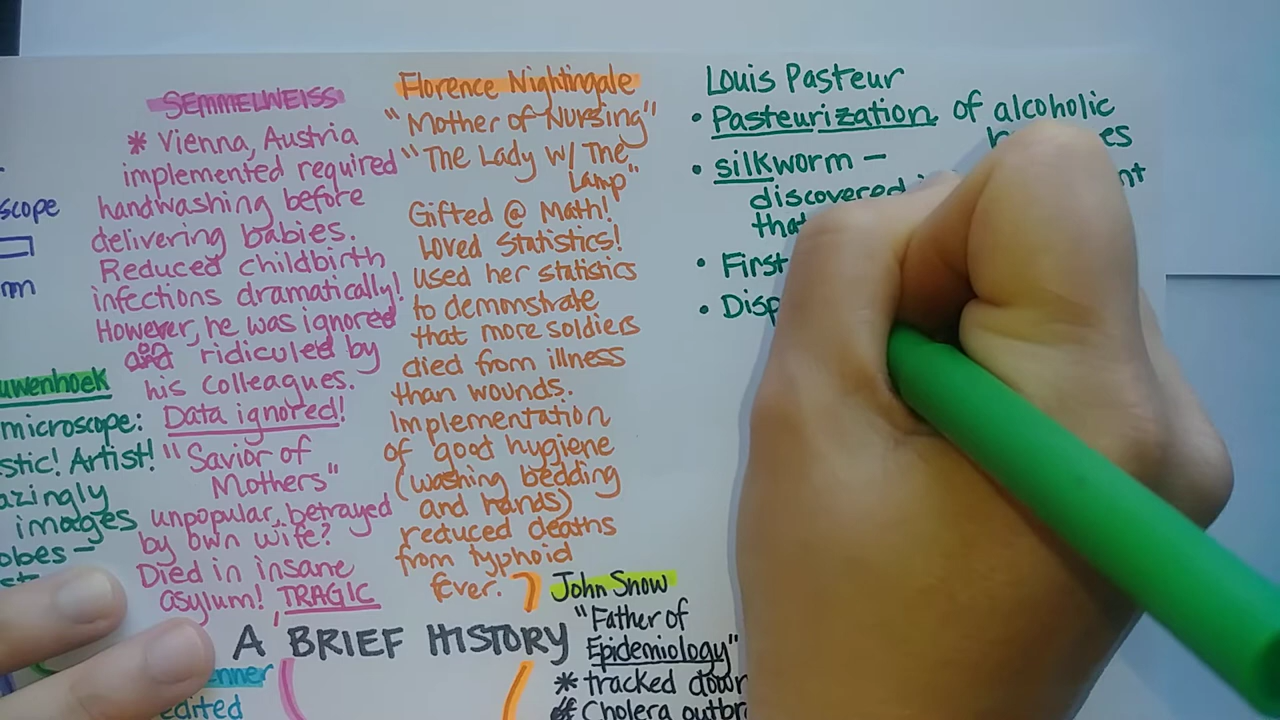 scope
rm
uwenhoek
microscope:
stic! Artist!
azingly
images
obes -
SEMMELWEISS
* Vienna, Austria
implemented required
handwashing before
delivering babies.
Reduced childbirth
infections dramatically!
However, he was ignored
and ridiculed by
his colleagues.
Data ignored!
"Savior of
Mothers"
unpopular, betrayed
by own wife?
Died in insane
asylum! TRAGIC
Florence Nightingale
"Mother of Nursing"
"The Lady w/ The
Lamp"
Gifted @ Math!
Loved Statistics!
used her statistics
to demonstrate
that more soldiers
died from illness
than wounds.
Implementation
of good hygiene
(washing bedding
and hands)
reduced deaths
from typhoid
fever.
Louis Pasteur
• Pasteurization of alcoholic
es
• silkworm -
discovered
nt
that
• First
• Disp
A BRIEF HISTORY
enner
edited
John Snow
"Father of
Epidemiology"
* tracked down
Cholera outbr